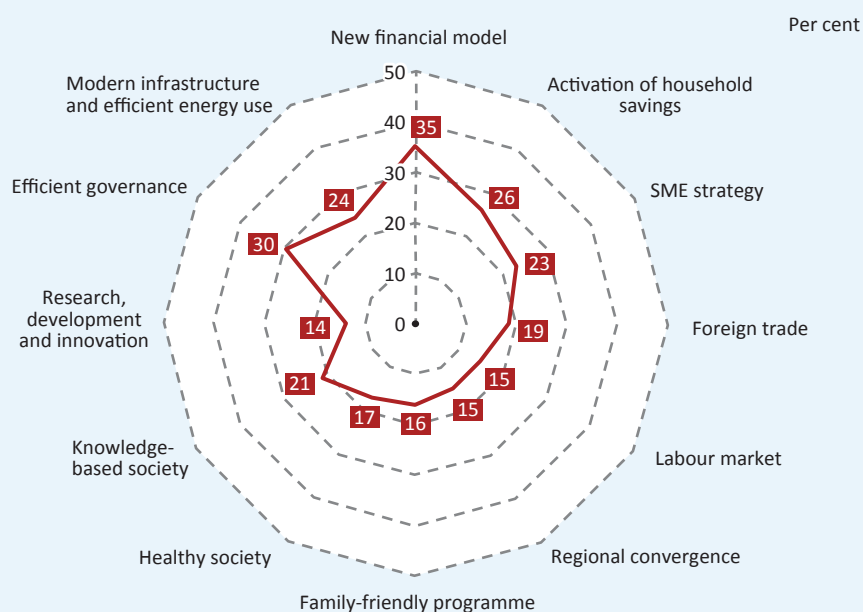 Per cent
New financial model
Modern infrastructure
and efficient energy use
Activation of household
savings
50
40
35
30
24
26
Efficient governance
SME strategy
20
30
23
10
Research,
development
and innovation
14
0
19
Foreign trade
21
15
17
16
15
Knowledge-
based society
Labour market
Healthy society
Regional convergence
Family-friendly programme